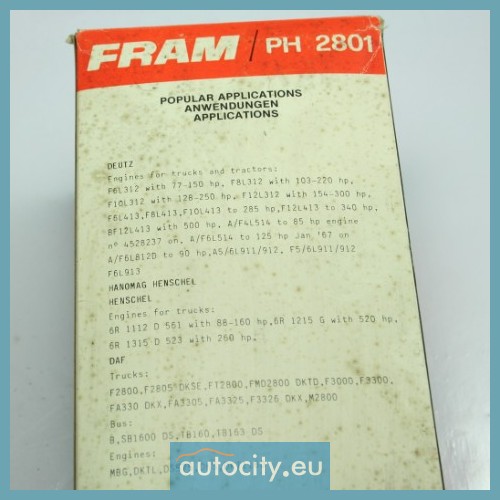 FRAM / PH 2801
POPULAR APPLICATIONS
ANWENDUNGEN
APPLICATIONS
DEUTZ
Engines for trucks and tractors:
F6L312 with 77-150 hp, F8L312 with 103-220 hp,
F10L312 with 128-250 hp, F12L312 with 154-300 hp,
F6L413,F8L413,F10L413 to 285 hp,F12L413 to 340 hp,
BF12L413 with 500 hp, A/F4L514 to 85 hp engine
n° 4528237 on, A/F6L514 to 125 hp Jan '67 on
A/F6L812D to 90 hp,A5/6L911/912, F5/6L911/912
F6L913
HANOMAG HENSCHEL
HENSCHEL
Engines for trucks:
6R 1112 D 561 with 88-160 hp,6R 1215 G with 520 hp,
6R 1315 D 523 with 260 hp.
DAF
Trucks:
F2800,F2805 DKSE,FT2800,FMD2800 DKTD,F3000,F3300,
FA330 DKX,FA3305,FA3325,F3326 DKX,M2800
Bus:
B,SB1600 DS,TB160,TB163 DS
Engines:
MBG,DKTL,
autocity.eu